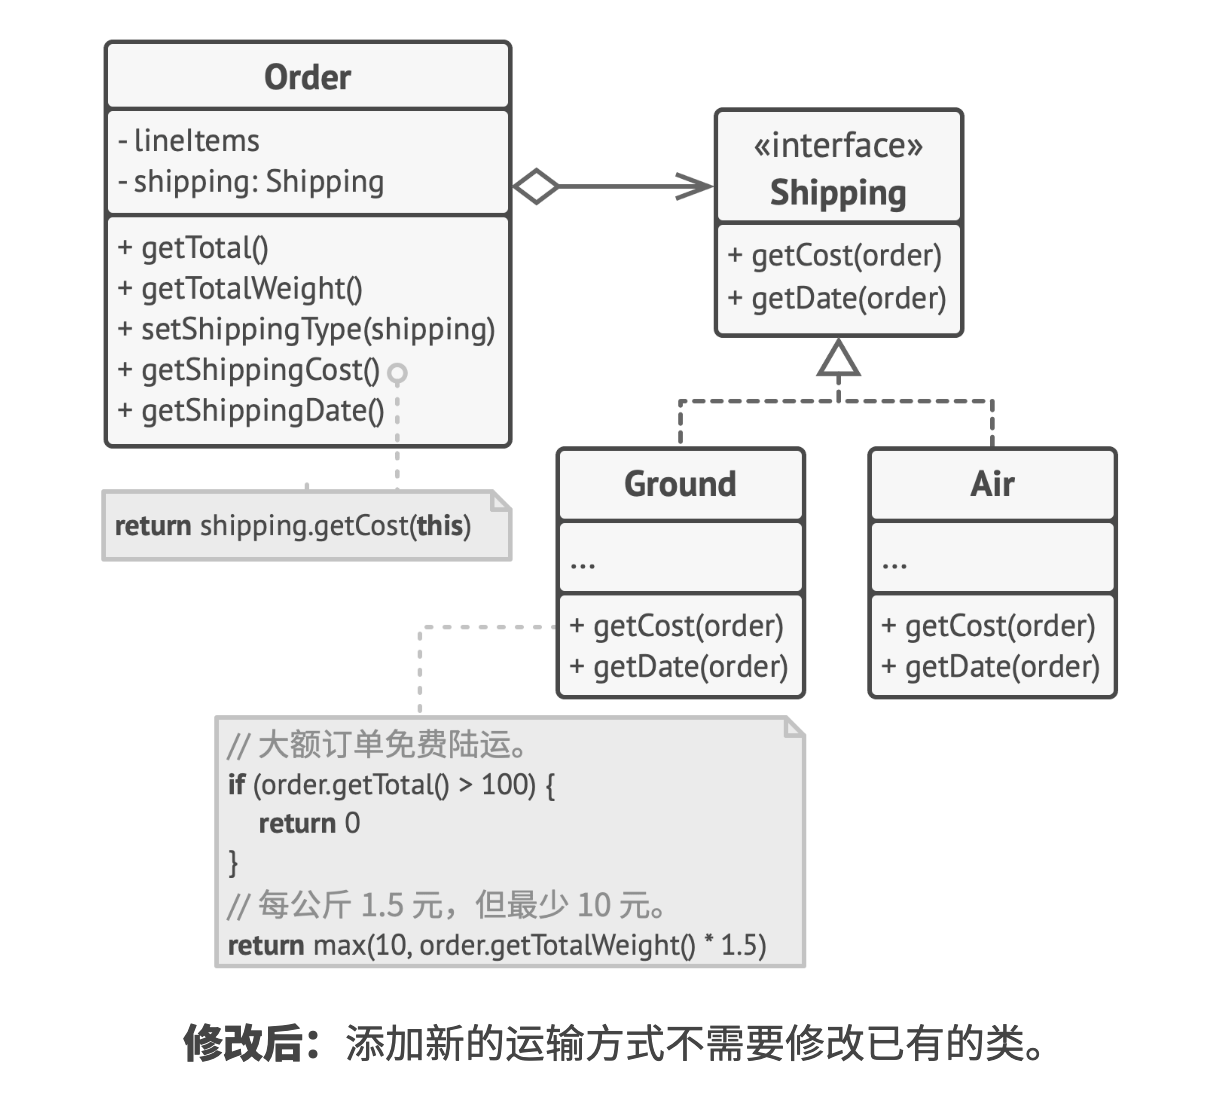 Order
- lineItems
- shipping: Shipping
+ getTotal()
+ getTotalWeight()
+ setShippingType(shipping)
+ getShippingCost()
+ getShippingDate()
return shipping.getCost(this)
«interface»
Shipping
+ getCost(order)
+ getDate(order)
Ground
...
+ getCost(order)
+ getDate(order)
Air
...
+ getCost(order)
+ getDate(order)
// 大额订单免费陆运。
if (order.getTotal() > 100) {
return 0
}
// 每公斤 1.5 元，但最少 10 元。
return max(10, order.getTotalWeight() * 1.5)
修改后：添加新的运输方式不需要修改已有的类。